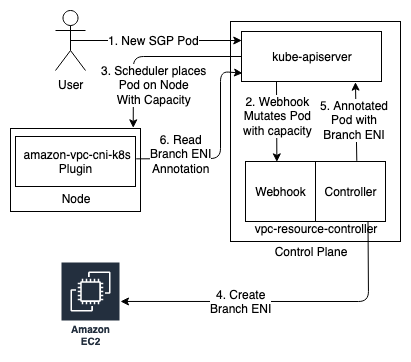 1. New SGP Pod
kube-apiserver
User
3. Scheduler places
Pod on Node
With Capacity
2. Webhook
Mutates Pod
with capacity
5. Annotated
Pod with
Branch ENI
amazon-vpc-cni-k8s
Plugin
Node
6. Read
Branch ENI
Annotation
Webhook
Controller
vpc-resource-controller
Control Plane
4. Create
Branch ENI
Amazon
EC2